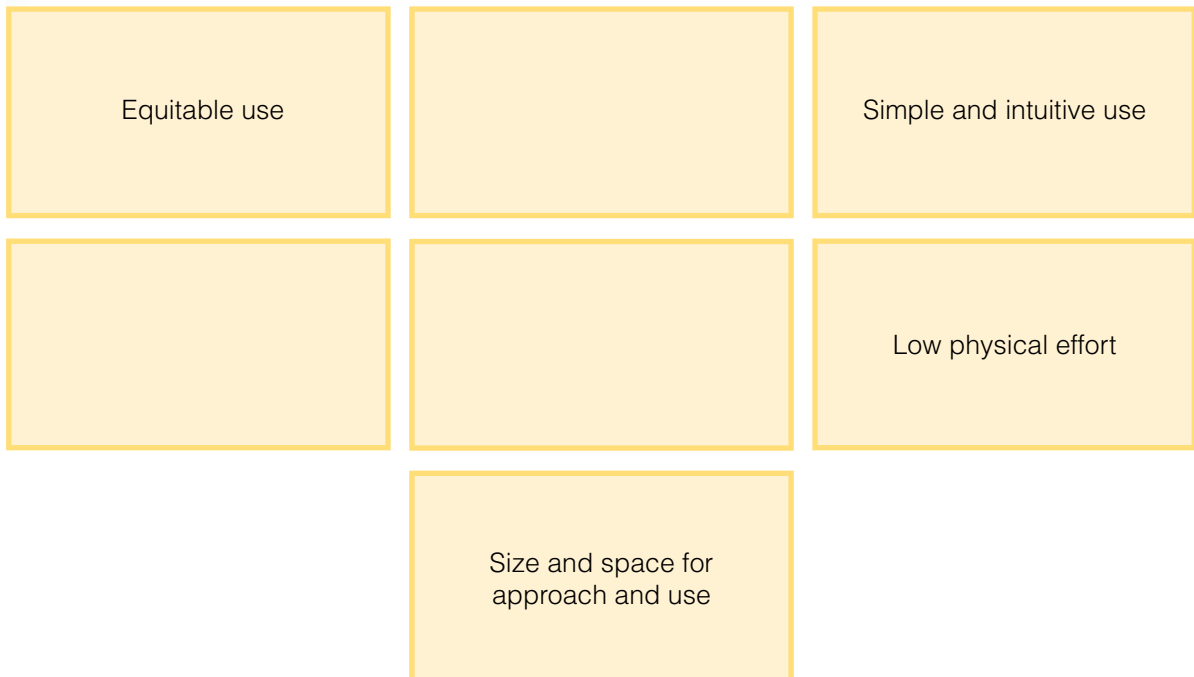 Equitable use
Simple and intuitive use
Low physical effort
Size and space for
approach and use